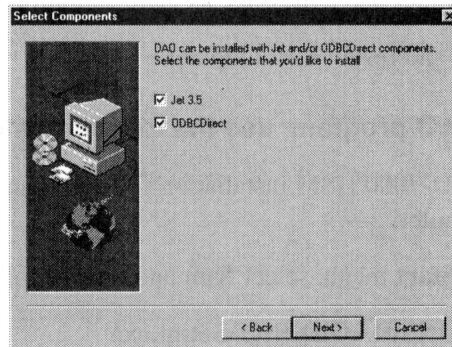 Select Components
DAO can be installed with Jet and/or ODBCDirect components.
Select the components that you'd like to install
Jet 3.5
ODBCDirect
< Back
Next >
Cancel